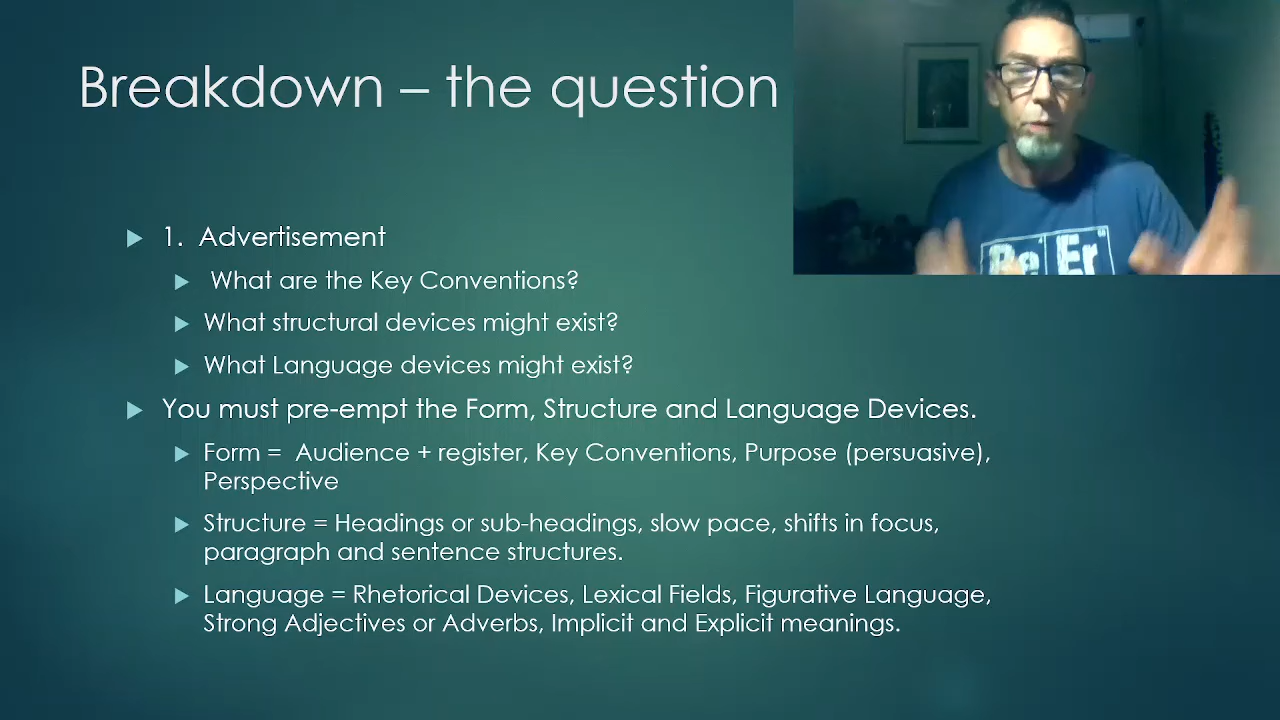 Breakdown – the question
1. Advertisement
What are the Key Conventions?
What structural devices might exist?
What Language devices might exist?
You must pre-empt the Form, Structure and Language Devices.
Form = Audience + register, Key Conventions, Purpose (persuasive),
Perspective
Structure = Headings or sub-headings, slow pace, shifts in focus,
paragraph and sentence structures.
Language = Rhetorical Devices, Lexical Fields, Figurative Language,
Strong Adjectives or Adverbs, Implicit and Explicit meanings.
Er